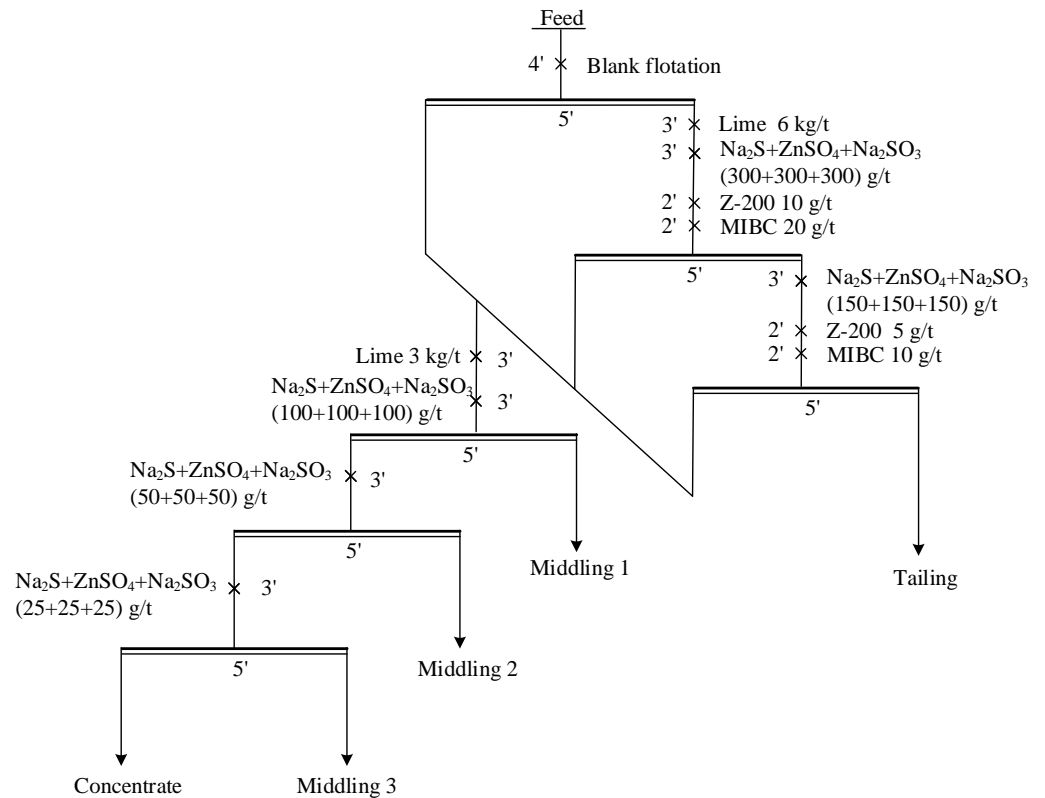 Feed
4'
Blank flotation
5'
3'
Lime 6 kg/t
3'
Na₂S+ZnSO₄+Na₂SO₃
(300+300+300) g/t
2'
Z-200 10 g/t
2'
MIBC 20 g/t
5'
3'
Na₂S+ZnSO₄+Na₂SO₃
(150+150+150) g/t
2'
Z-200 5 g/t
2'
MIBC 10 g/t
5'
Lime 3 kg/t
3'
Na₂S+ZnSO₄+Na₂SO₃
(100+100+100) g/t
3'
5'
Na₂S+ZnSO₄+Na₂SO₃
(50+50+50) g/t
3'
5'
Middling 1
Tailing
Na₂S+ZnSO₄+Na₂SO₃
(25+25+25) g/t
3'
5'
Middling 2
Concentrate
Middling 3